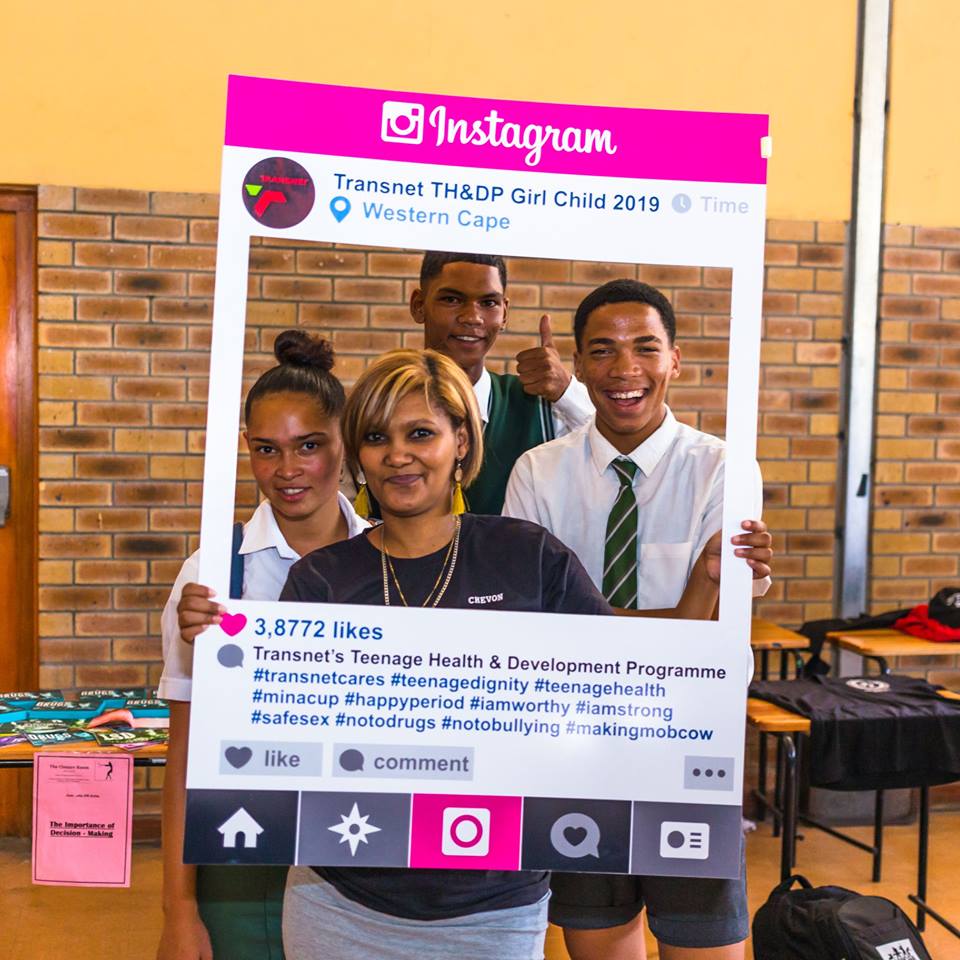 Instagram
TRANSNET
Transnet TH&DP Girl Child 2019
Time
Western Cape
CREVON
3,8772 likes
Transnet's Teenage Health & Development Programme
#transnetcares #teenagedignity #teenagehealth
#minacup #happyperiod #iamworthy #iamstrong
#safesex #notodrugs #notobullying #makingmobcow
like
comment
The Importance of
Decision - Making